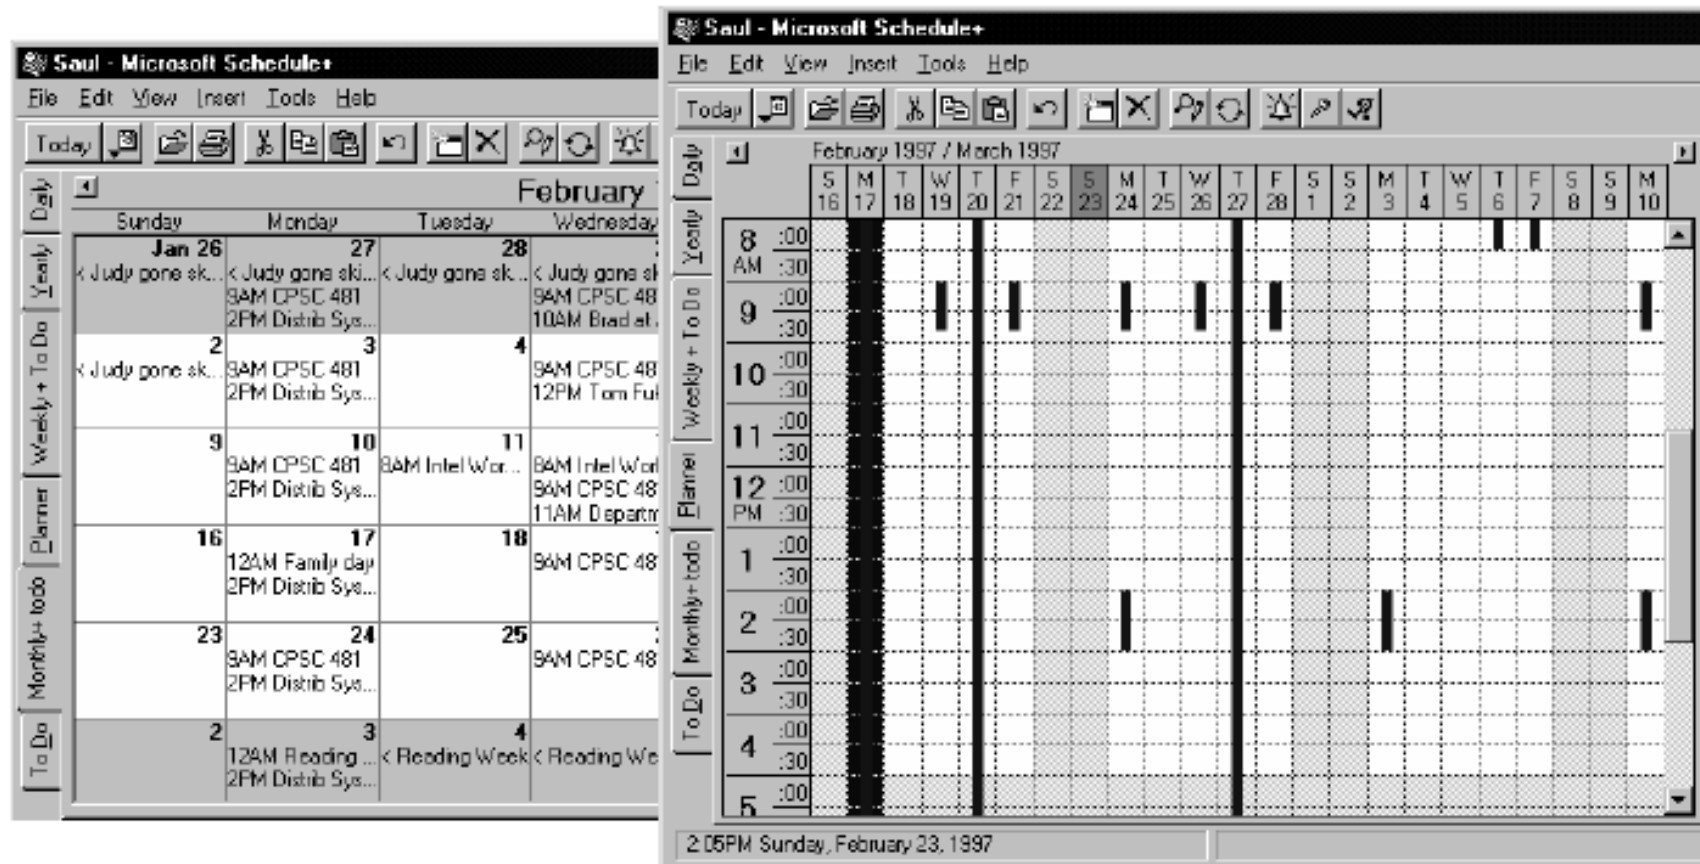 Saul - Microsoft Schedule+
File Edit View Insert Tools Help
Today
Daily
Yearly
Weekly + To Do
Planner
Monthly+ todo
To Do
February
Sunday Monday Tuesday Wednesday
Jan 26 27 28
< Judy gone sk... < Judy gone ski... < Judy gone sk... < Judy gone sk
9AM CPSC 481 9AM CPSC 48
2PM Distrib Sys... 10AM Brad at
2 3 4
< Judy gone sk... 9AM CPSC 481 9AM CPSC 48
2PM Distrib Sys... 12PM Tom Ful
9 10 11
9AM CPSC 481 8AM Intel Wor... 8AM Intel Worl
2PM Distrib Sys... 9AM CPSC 48
11AM Departm
16 17 18
12AM Family day 9AM CPSC 48
2PM Distrib Sys...
23 24 25
9AM CPSC 481 9AM CPSC 48
2PM Distrib Sys...
2 3 4
12AM Reading ... < Reading Week < Reading We
2PM Distrib Sys...
Saul - Microsoft Schedule+
File Edit View Insert Tools Help
Today
Daily
Yearly
Weekly + To Do
Planner
Monthly+ todo
To Do
February 1997 / March 1997
S M T W T F S S M T W T F S S M T W T F S S M
16 17 18 19 20 21 22 23 24 25 26 27 28 1 2 3 4 5 6 7 8 9 10
8 :00
AM :30
9 :00
:30
10 :00
:30
11 :00
:30
12 :00
PM :30
1 :00
:30
2 :00
:30
3 :00
:30
4 :00
:30
5 :00
2:05PM Sunday, February 23, 1997